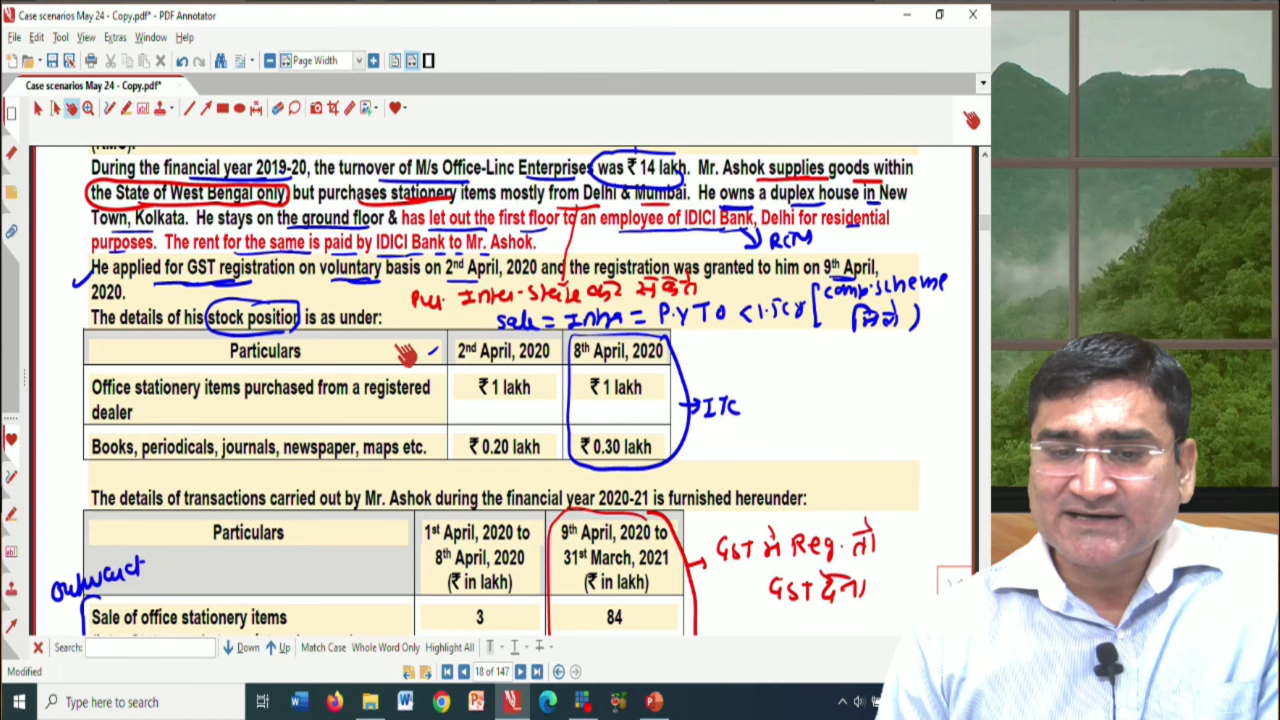 Case scenarios May 24 - Copy.pdf* - PDF Annotator
File Edit Tool View Extras Window Help
Page Width
Case scenarios May 24 - Copy.pdf*
During the financial year 2019-20, the turnover of M/s Office-Linc Enterprises was ₹ 14 lakh. Mr. Ashok supplies goods within
the State of West Bengal only but purchases stationery items mostly from Delhi & Mumbai. He owns a duplex house in New
Town, Kolkata. He stays on the ground floor & has let out the first floor to an employee of IDICI Bank, Delhi for residential
purposes. The rent for the same is paid by IDICI Bank to Mr. Ashok.
RCM
He applied for GST registration on voluntary basis on 2nd April, 2020 and the registration was granted to him on 9th April,
2020.
Pur. Inter-State कर सकते
Comp. scheme
The details of his stock position is as under:
Sale = Intra = P.Y TO < 1.5 Cr
Particulars 2nd April, 2020 8th April, 2020
Office stationery items purchased from a registered
dealer ₹ 1 lakh ₹ 1 lakh
ITC
Books, periodicals, journals, newspaper, maps etc. ₹ 0.20 lakh ₹ 0.30 lakh
The details of transactions carried out by Mr. Ashok during the financial year 2020-21 is furnished hereunder:
Particulars 1st April, 2020 to 9th April, 2020 to
8th April, 2020 31st March, 2021
(₹ in lakh) (₹ in lakh)
GST में Reg. तो
GST देना
Outward
Sale of office stationery items 3 84
Search: Down Up Match Case Whole Word Only Highlight All
Modified
18 of 147
Type here to search